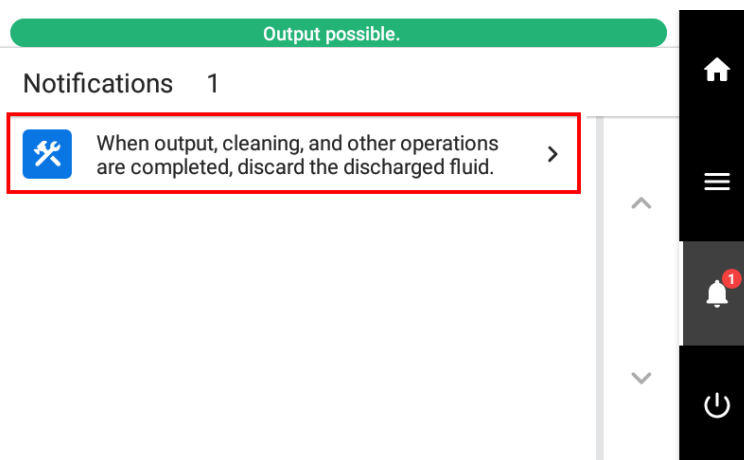 Output possible.
Notifications 1
When output, cleaning, and other operations
are completed, discard the discharged fluid.
1